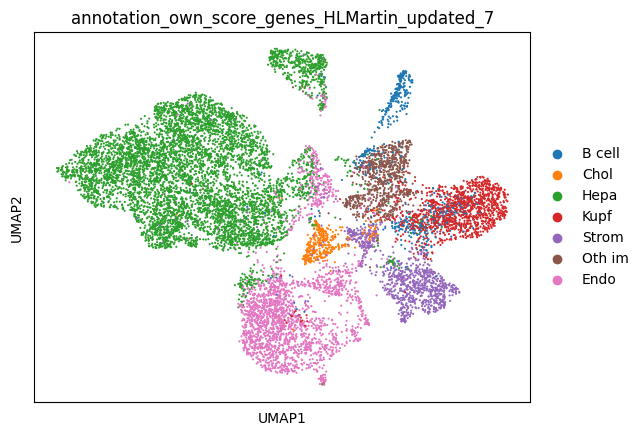 annotation_own_score_genes_HLMartin_updated_7
B cell
Chol
Hepa
Kupf
Strom
Oth im
Endo
UMAP2
UMAP1